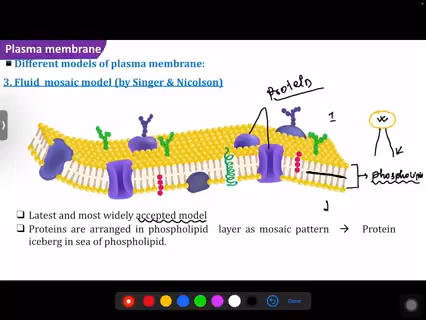 Plasma membrane
Different models of plasma membrane:
3. Fluid mosaic model (by Singer & Nicolson)
Protein
1
phospholipid
Latest and most widely accepted model
Proteins are arranged in phospholipid layer as mosaic pattern → Protein
iceberg in sea of phospholipid.
Done